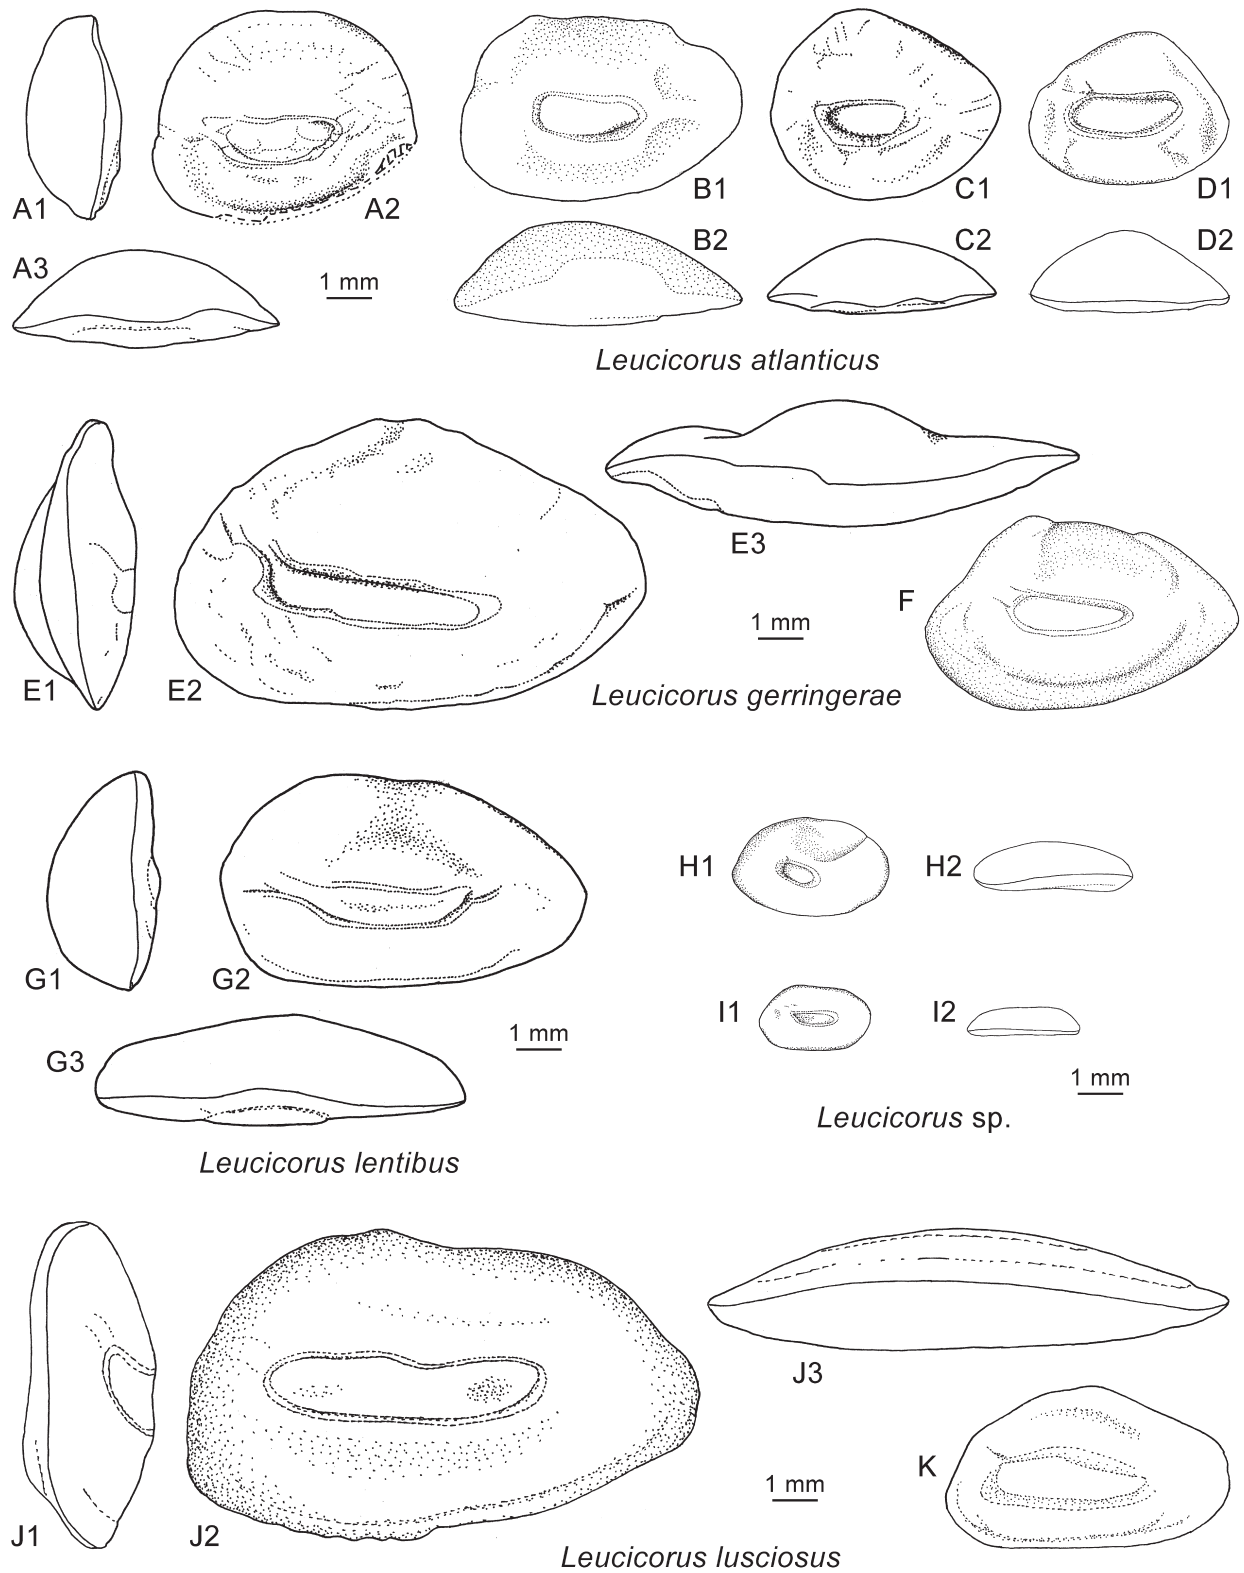 A1
A2
B1
C1
D1
A3
1 mm
B2
C2
D2
Leucicorus atlanticus
E1
E2
E3
1 mm
F
Leucicorus gerringerae
G1
G2
H1
H2
G3
1 mm
I1
I2
1 mm
Leucicorus sp.
Leucicorus lentibus
J1
J2
J3
1 mm
K
Leucicorus lusciosus